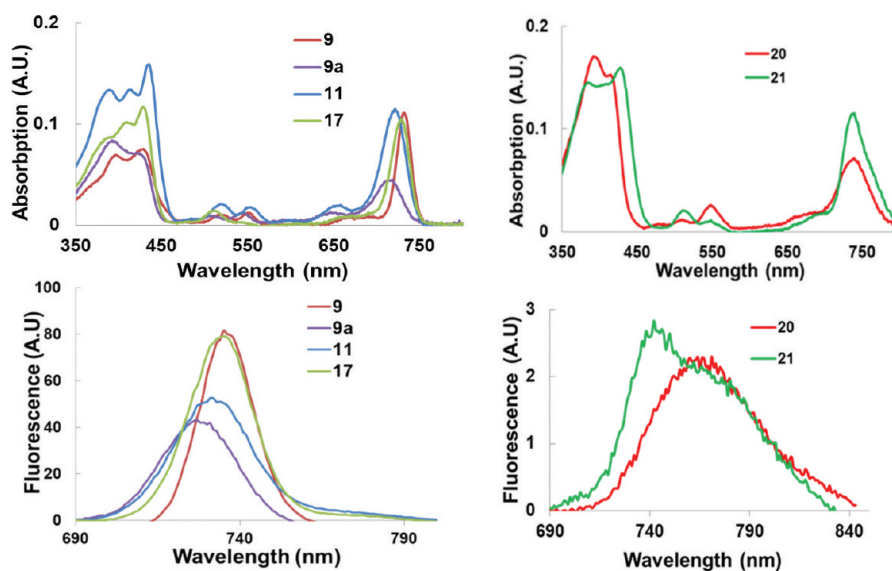 0.2
0.1
0
Absorbption (A.U.)
9
9a
11
17
350 450 550 650 750
Wavelength (nm)
0.2
0.1
0
Absorbption (A.U.)
20
21
350 450 550 650 750
Wavelength (nm)
100
80
60
40
20
0
Fluorescence (A.U)
9
9a
11
17
690 740 790
Wavelength (nm)
3
2
1
0
Fluorescence (A.U)
20
21
690 740 790 840
Wavelength (nm)